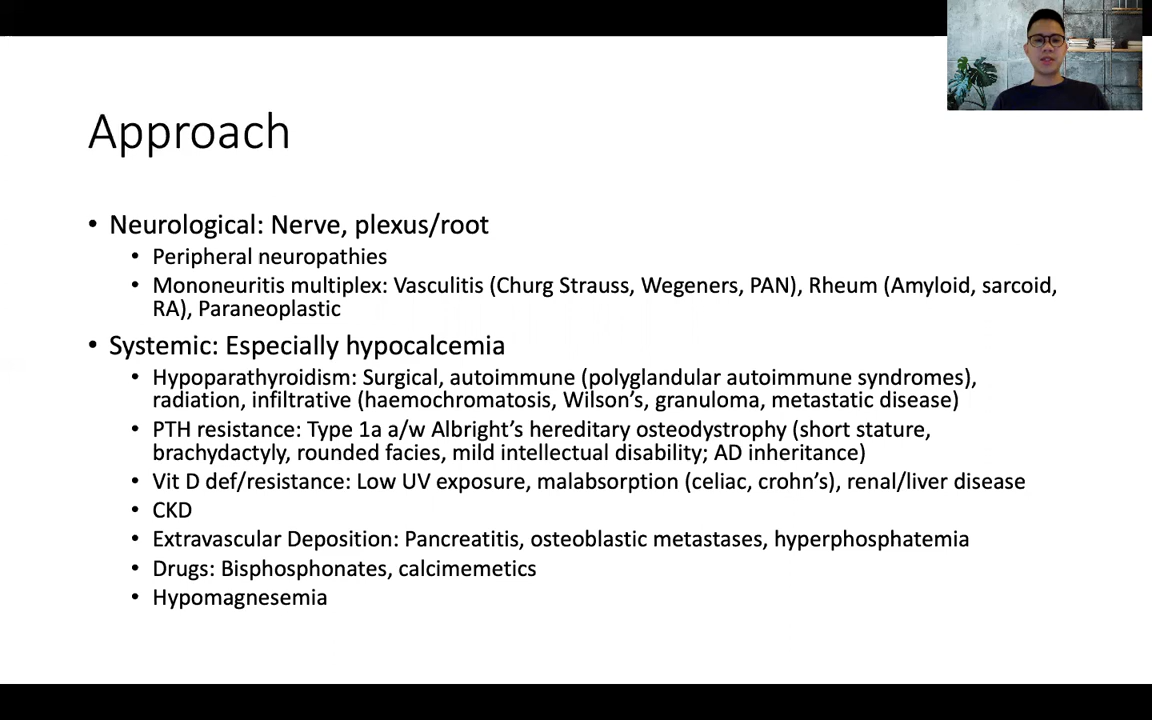 Approach
• Neurological: Nerve, plexus/root
• Peripheral neuropathies
• Mononeuritis multiplex: Vasculitis (Churg Strauss, Wegeners, PAN), Rheum (Amyloid, sarcoid,
RA), Paraneoplastic
• Systemic: Especially hypocalcemia
• Hypoparathyroidism: Surgical, autoimmune (polyglandular autoimmune syndromes),
radiation, infiltrative (haemochromatosis, Wilson's, granuloma, metastatic disease)
• PTH resistance: Type 1a a/w Albright's hereditary osteodystrophy (short stature,
brachydactyly, rounded facies, mild intellectual disability; AD inheritance)
• Vit D def/resistance: Low UV exposure, malabsorption (celiac, crohn's), renal/liver disease
• CKD
• Extravascular Deposition: Pancreatitis, osteoblastic metastases, hyperphosphatemia
• Drugs: Bisphosphonates, calcimemetics
• Hypomagnesemia